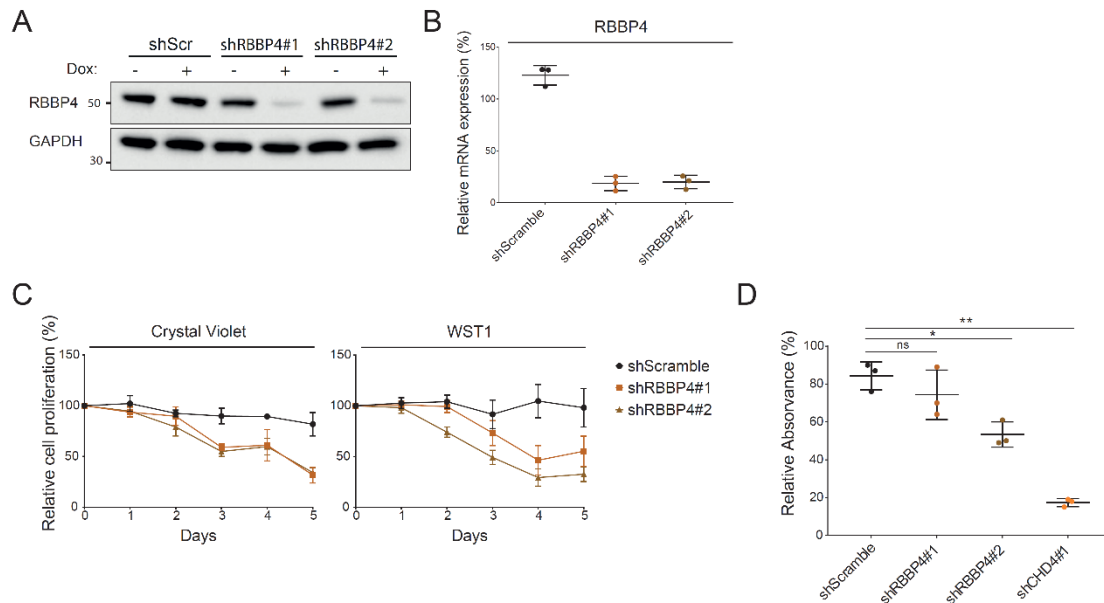 A
shScr shRBBP4#1 shRBBP4#2
Dox: - + - + - +
RBBP4 50
GAPDH
30
B
RBBP4
Relative mRNA expression (%)
150
100
50
0
shScramble
shRBBP4#1
shRBBP4#2
C
Crystal Violet
Relative cell proliferation (%)
150
100
50
0
0 1 2 3 4 5
Days
WST1
150
100
50
0
0 1 2 3 4 5
Days
shScramble
shRBBP4#1
shRBBP4#2
D
Relative Absorvance (%)
100
80
60
40
20
0
**
*
ns
shScramble
shRBBP4#1
shRBBP4#2
shCHD4#1